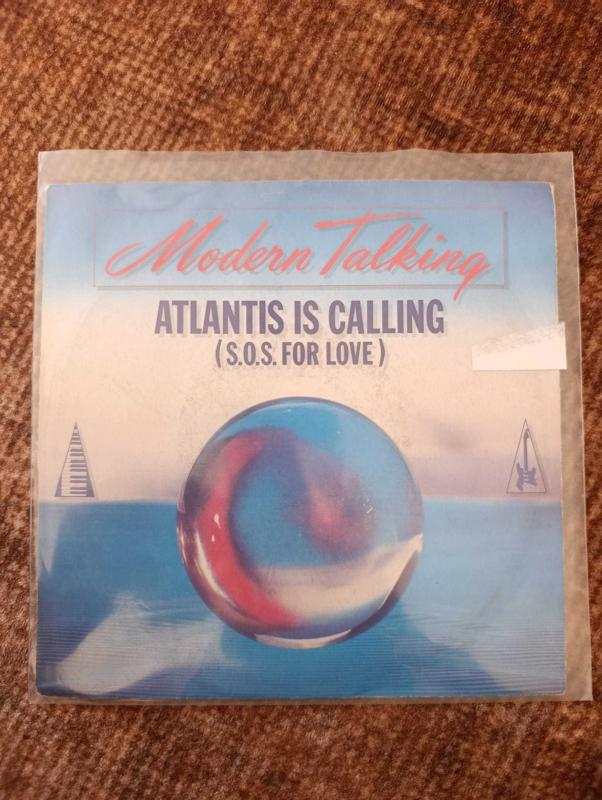 Modern Talking
ATLANTIS IS CALLING
(S.O.S. FOR LOVE)